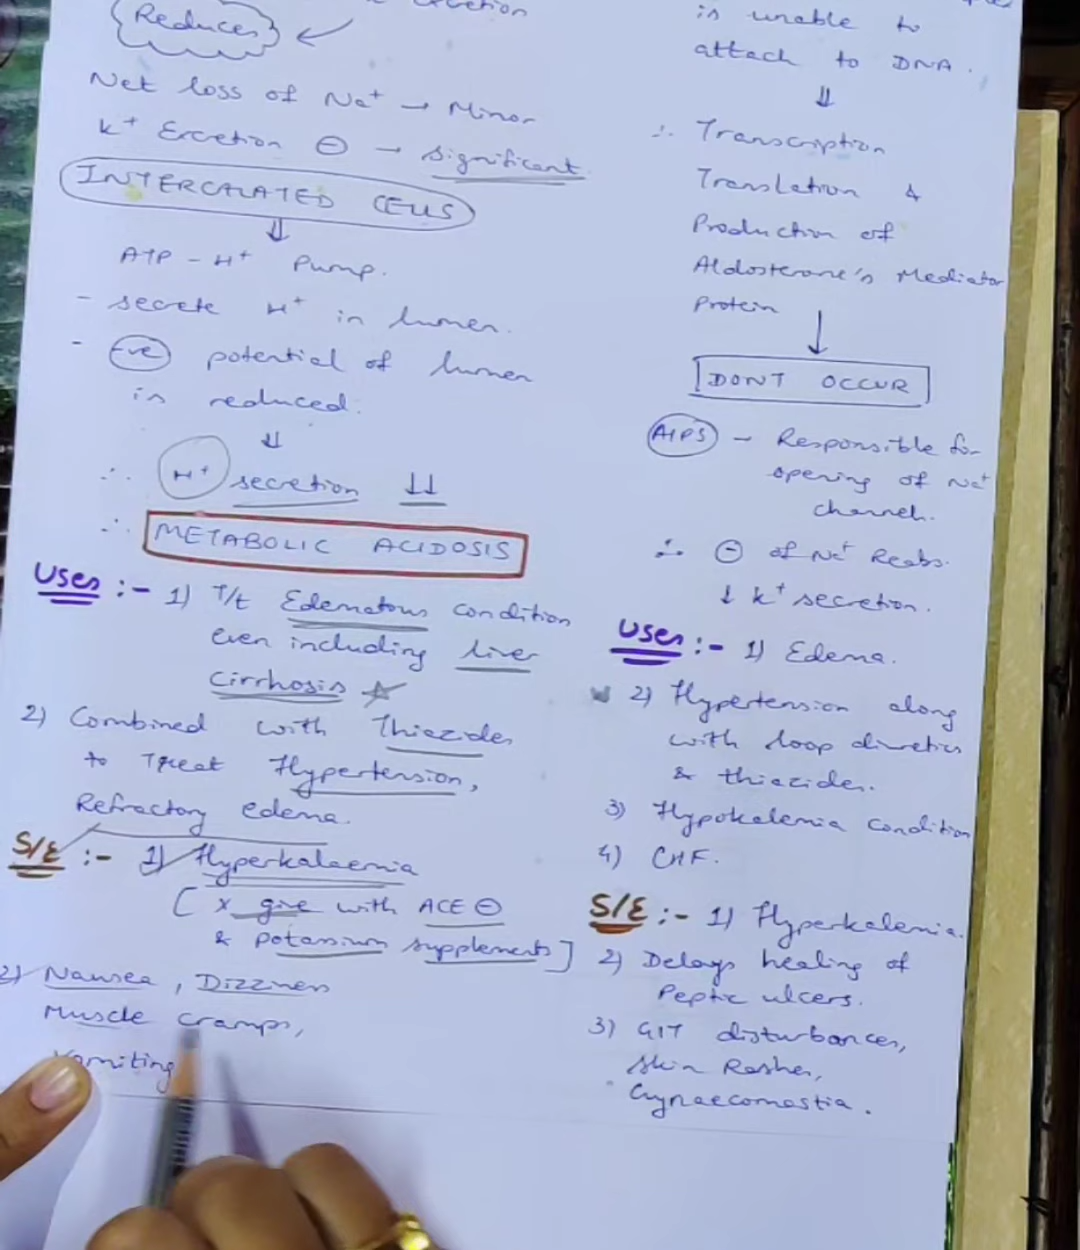 Reduces
Net loss of Na⁺ → Minor
K⁺ Excretion ⊖ → significant.
INTERCALATED CELLS
⇓
ATP - H⁺ Pump.
- secrete H⁺ in lumen.
- -ve potential of lumen
is reduced.
⇓
∴ H⁺ secretion ↓↓
∴ METABOLIC ACIDOSIS
Uses :- 1) T/t Edematous condition
even including liver
cirrhosis ☆
2) Combined with Thiazides
to Treat Hypertension,
Refractory edema.
S/E :- 1) Hyperkalaemia
[ x give with ACE ⊖
& potassium supplements]
2) Nausea, Dizziness
Muscle cramps,
Vomiting
is unable to
attach to DNA.
⇓
∴ Transcription
Translation &
Production of
Aldosterone's Mediator
Protein
↓
DONT OCCUR
AIPS - Responsible for
opening of Na⁺
channel.
∴ ⊖ of Na⁺ Reabs.
↓ K⁺ secretion.
Uses :- 1) Edema.
2) Hypertension along
with loop diuretics
& thiazides.
3) Hypokalemia condition
4) CHF.
S/E :- 1) Hyperkalemia.
2) Delays healing of
Peptic ulcers.
3) GIT disturbances,
Skin Rashes,
Gynaecomastia.